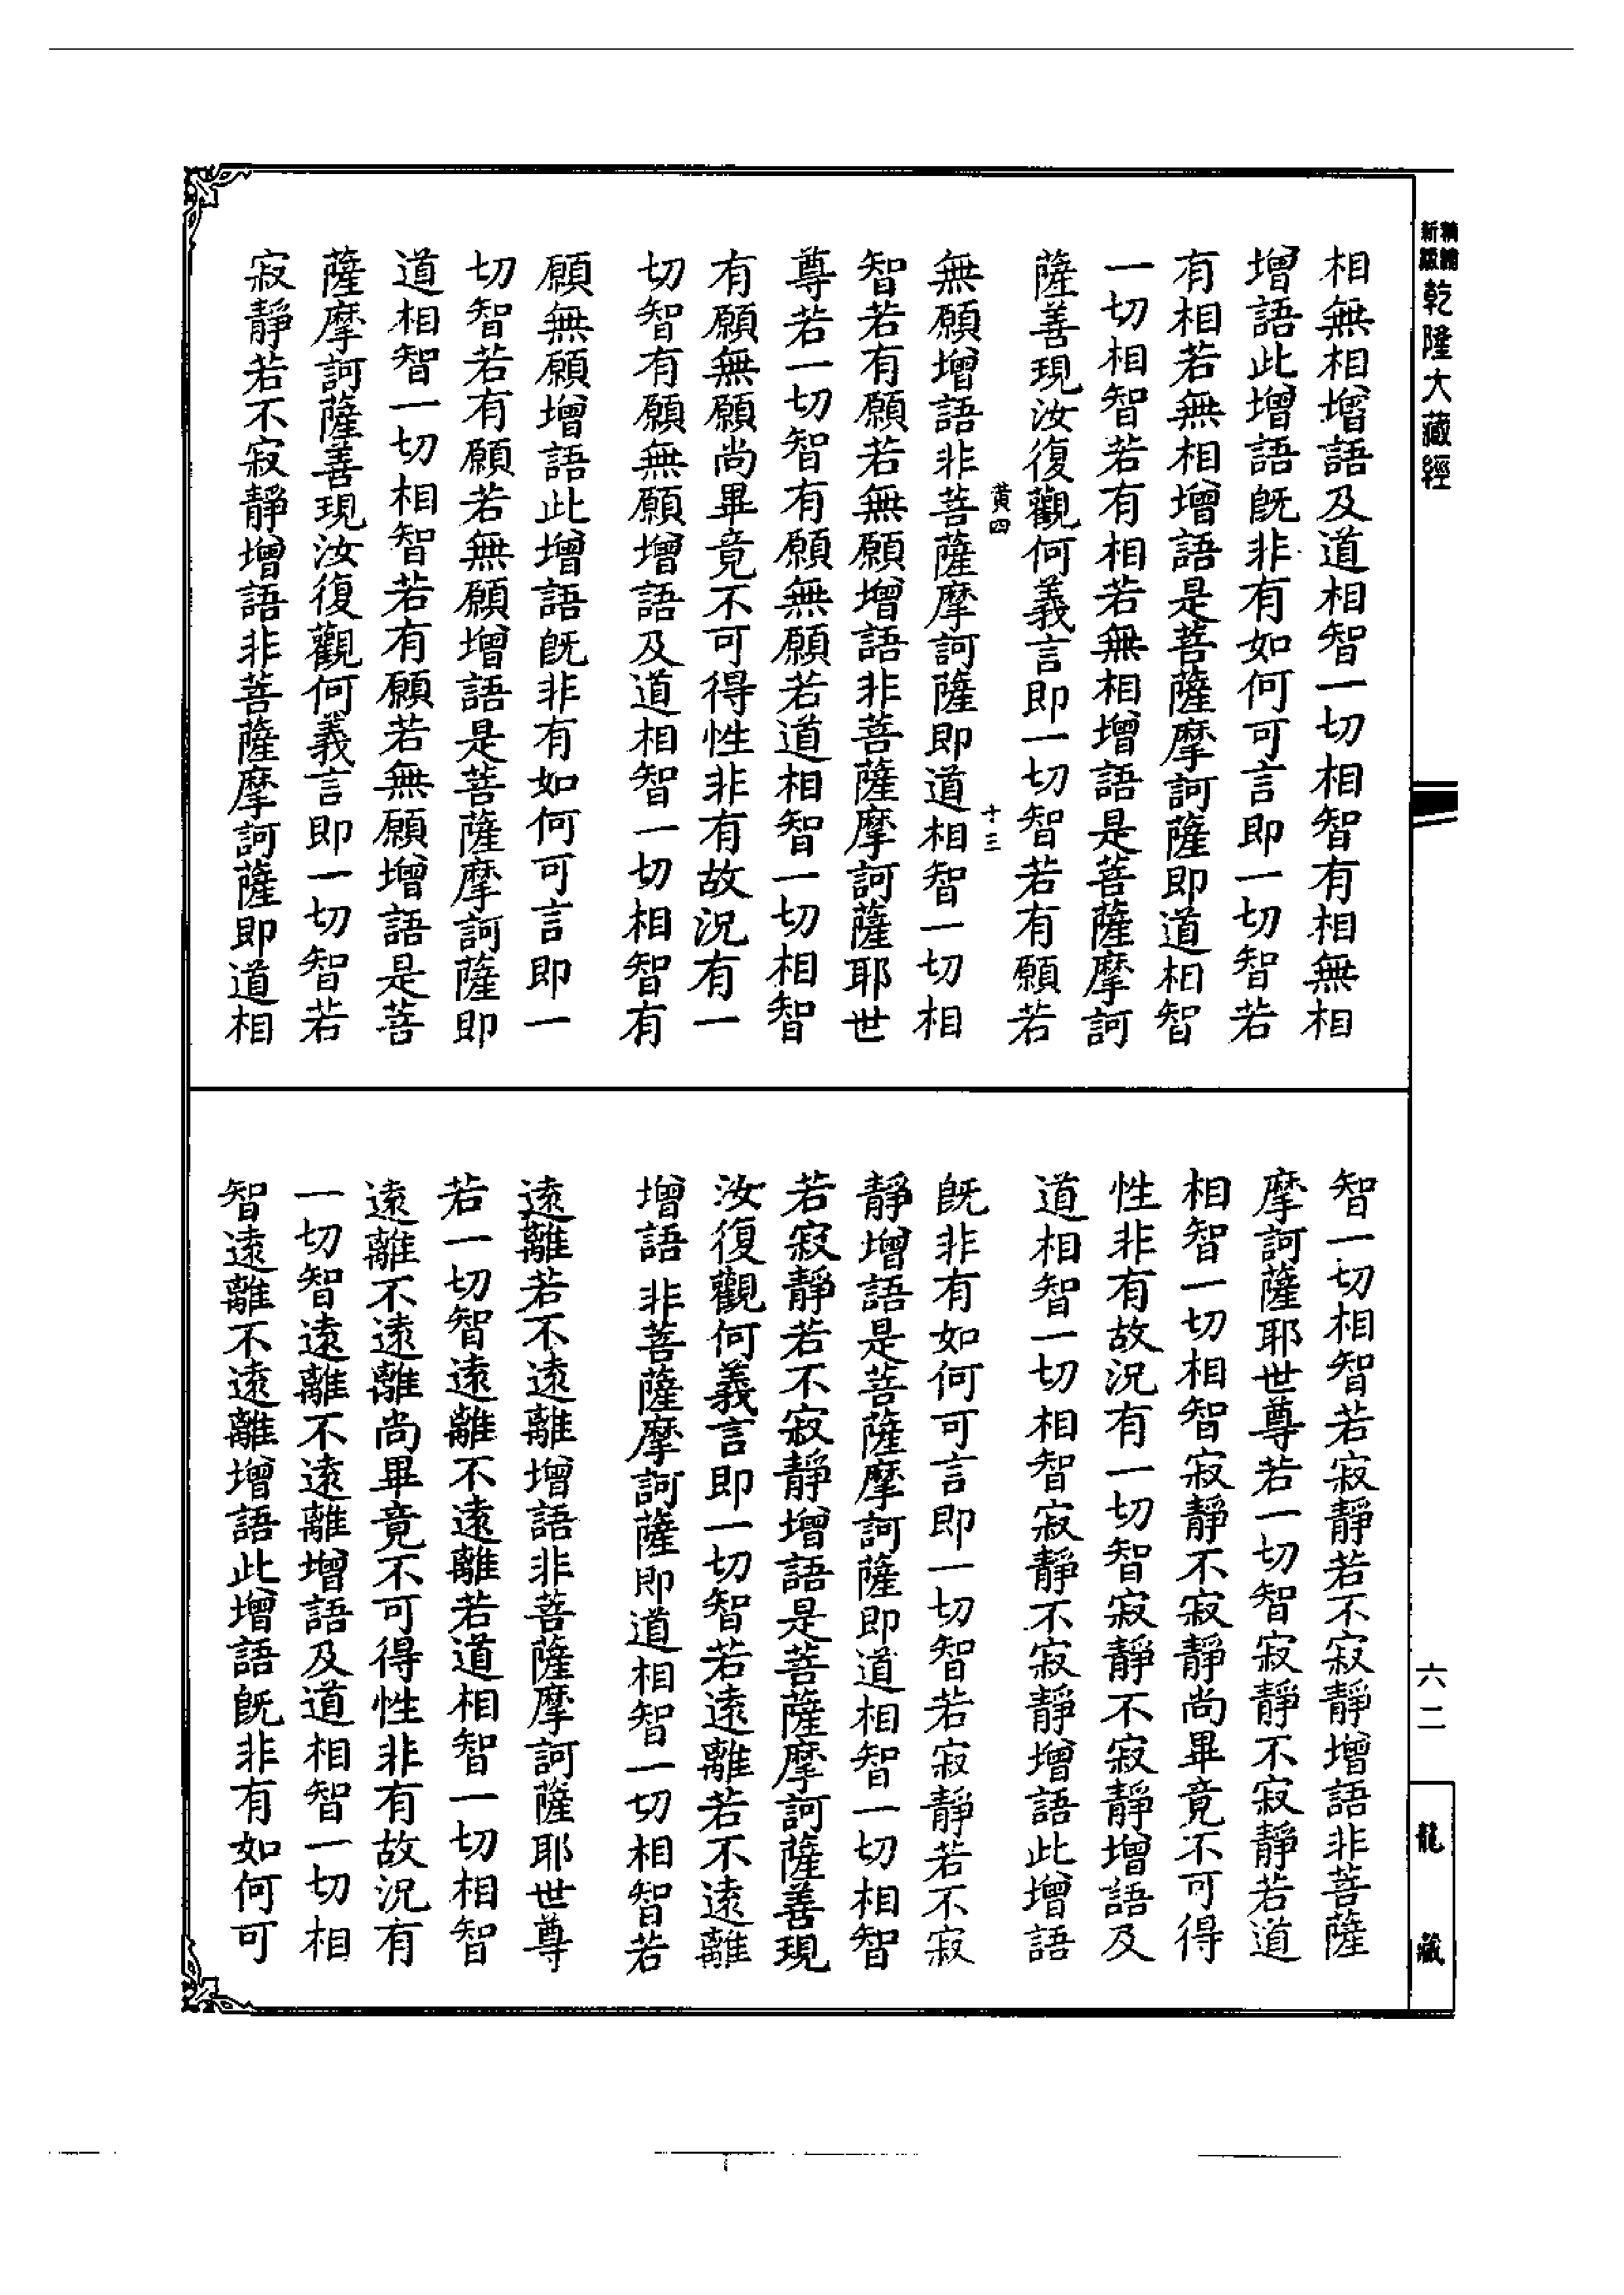 新編縮版乾隆大藏經
相無相增語及道相智一切相智有相無相
增語此增語旣非有如何可言即一切智若
有相若無相增語是菩薩摩訶薩即道相智
一切相智若有相若無相增語是菩薩摩訶
薩善現汝復觀何義言即一切智若有願若
黃四
十三
無願增語非菩薩摩訶薩即道相智一切相
智若有願若無願增語非菩薩摩訶薩耶世
尊若一切智有願無願若道相智一切相智
有願無願尚畢竟不可得性非有故況有一
切智有願無願增語及道相智一切相智有
願無願增語此增語旣非有如何可言即一
切智若有願若無願增語是菩薩摩訶薩即
道相智一切相智若有願若無願增語是菩
薩摩訶薩善現汝復觀何義言即一切智若
寂靜若不寂靜增語非菩薩摩訶薩即道相
智一切相智若寂靜若不寂靜增語非菩薩
摩訶薩耶世尊若一切智寂靜不寂靜若道
相智一切相智寂靜不寂靜尚畢竟不可得
性非有故況有一切智寂靜不寂靜增語及
道相智一切相智寂靜不寂靜增語此增語
旣非有如何可言即一切智若寂靜若不寂
靜增語是菩薩摩訶薩即道相智一切相智
若寂靜若不寂靜增語是菩薩摩訶薩善現
汝復觀何義言即一切智若遠離若不遠離
增語非菩薩摩訶薩即道相智一切相智若
遠離若不遠離增語非菩薩摩訶薩耶世尊
若一切智遠離不遠離若道相智一切相智
遠離不遠離尚畢竟不可得性非有故況有
一切智遠離不遠離增語及道相智一切相
智遠離不遠離增語此增語旣非有如何可
六二
龍藏